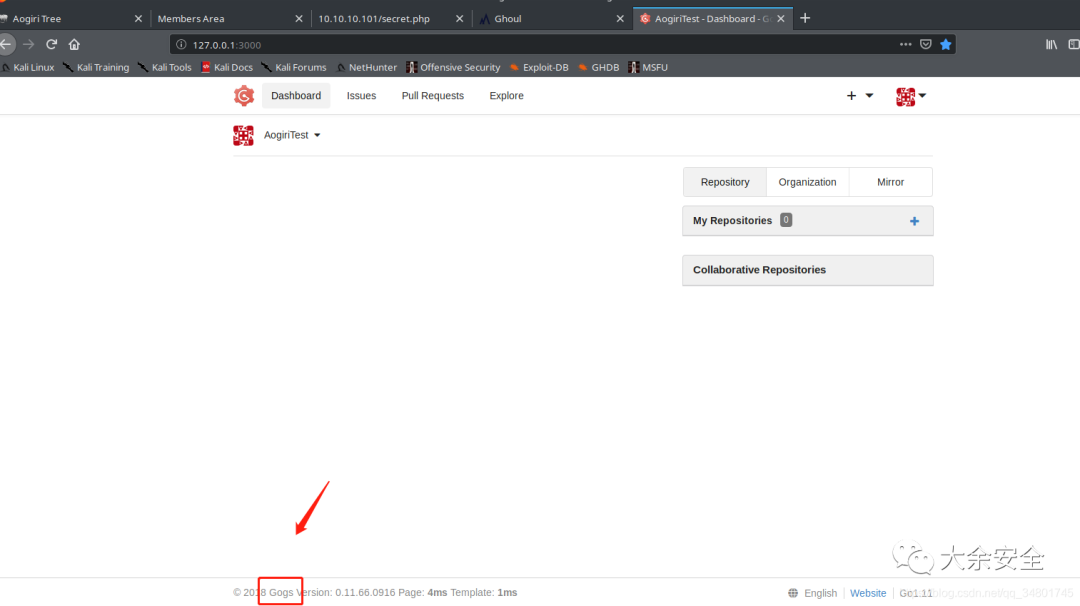 Aogiri Tree
Members Area
10.10.10.101/secret.php
Ghoul
AogiriTest - Dashboard - G
127.0.0.1:3000
Kali Linux Kali Training Kali Tools Kali Docs Kali Forums NetHunter Offensive Security Exploit-DB GHDB MSFU
Dashboard Issues Pull Requests Explore
AogiriTest
Repository Organization Mirror
My Repositories 0
Collaborative Repositories
大余安全
© 2018 Gogs Version: 0.11.66.0916 Page: 4ms Template: 1ms
English Website Go1.11
blog.csdn.net/qq_34801745